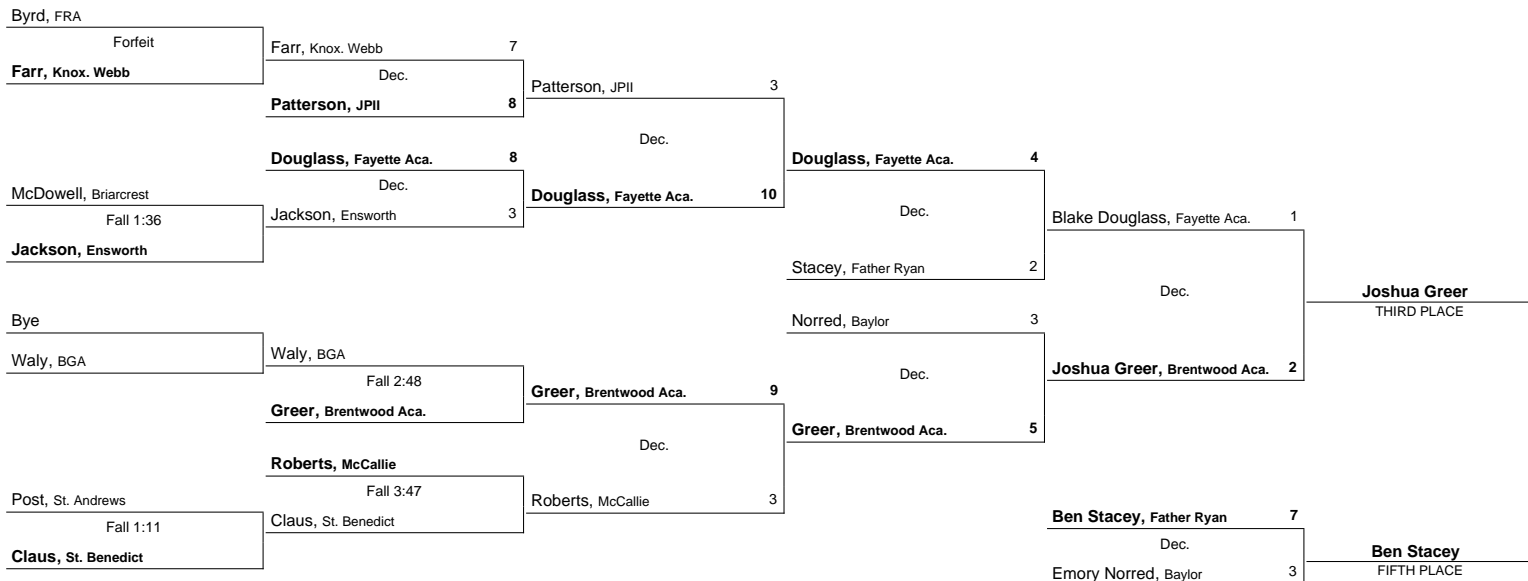 Byrd, FRA
Forfeit
Farr, Knox. Webb
Farr, Knox. Webb 7
Dec.
Patterson, JPII 8
Patterson, JPII 3
Dec.
Douglass, Fayette Aca. 8
Dec.
Jackson, Ensworth 3
Douglass, Fayette Aca. 10
McDowell, Briarcrest
Fall 1:36
Jackson, Ensworth
Douglass, Fayette Aca. 4
Dec.
Stacey, Father Ryan 2
Blake Douglass, Fayette Aca. 1
Dec.
Joshua Greer
THIRD PLACE
Bye
Waly, BGA
Waly, BGA
Fall 2:48
Greer, Brentwood Aca.
Greer, Brentwood Aca. 9
Dec.
Norred, Baylor 3
Dec.
Greer, Brentwood Aca. 5
Joshua Greer, Brentwood Aca. 2
Roberts, McCallie
Fall 3:47
Claus, St. Benedict
Roberts, McCallie 3
Post, St. Andrews
Fall 1:11
Claus, St. Benedict
Ben Stacey, Father Ryan 7
Dec.
Emory Norred, Baylor 3
Ben Stacey
FIFTH PLACE